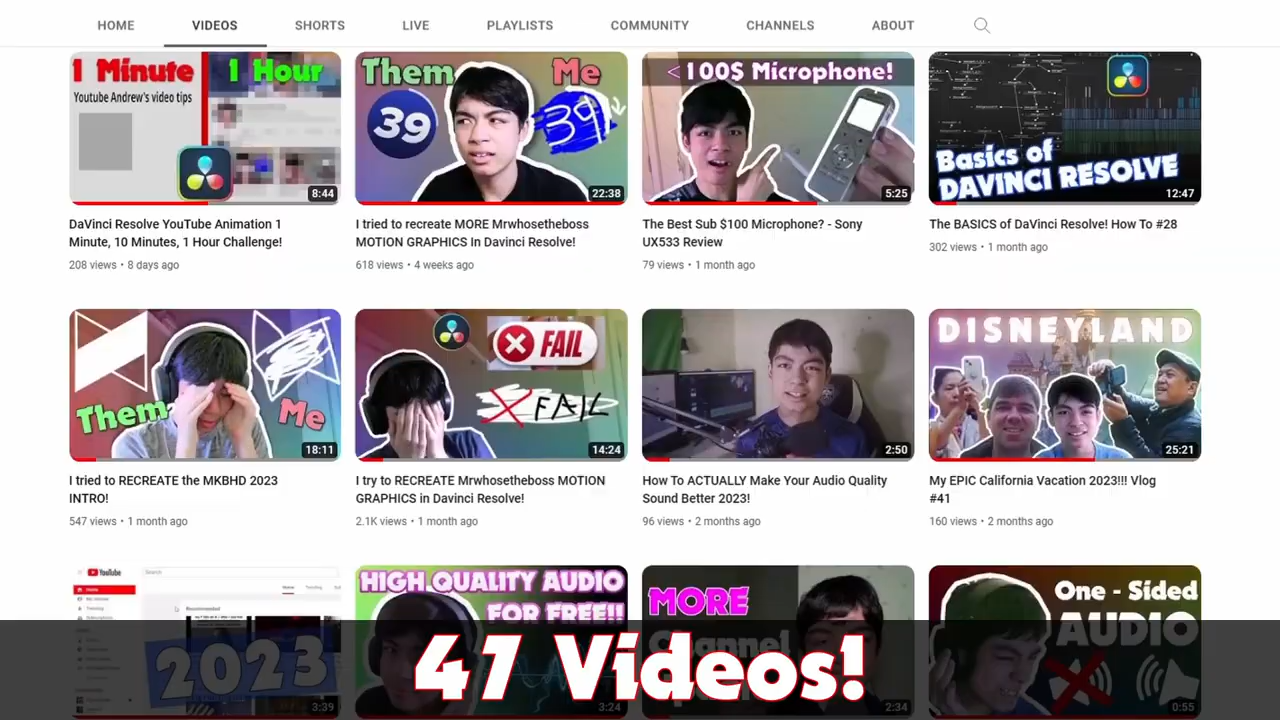 HOME VIDEOS SHORTS LIVE PLAYLISTS COMMUNITY CHANNELS ABOUT
1 Minute 1 Hour
Youtube Andrew's video tips
8:44
DaVinci Resolve YouTube Animation 1
Minute, 10 Minutes, 1 Hour Challenge!
208 views • 8 days ago
Them Me
39 39
22:38
I tried to recreate MORE Mrwhosetheboss
MOTION GRAPHICS In Davinci Resolve!
618 views • 4 weeks ago
<100$ Microphone!
5:25
The Best Sub $100 Microphone? - Sony
UX533 Review
79 views • 1 month ago
Basics of
DAVINCI RESOLVE
12:47
The BASICS of DaVinci Resolve! How To #28
302 views • 1 month ago
Them Me
18:11
I tried to RECREATE the MKBHD 2023
INTRO!
547 views • 1 month ago
FAIL
FAIL
14:24
I try to RECREATE Mrwhosetheboss MOTION
GRAPHICS in Davinci Resolve!
2.1K views • 1 month ago
2:50
How To ACTUALLY Make Your Audio Quality
Sound Better 2023!
96 views • 2 months ago
DISNEYLAND
25:21
My EPIC California Vacation 2023!!! Vlog
#41
160 views • 2 months ago
YouTube Search
Home
Recommended
2023
3:39
HIGH QUALITY AUDIO
FOR FREE!!
3:24
MORE
Channel
2:34
One - Sided
AUDIO
0:55
47 Videos!